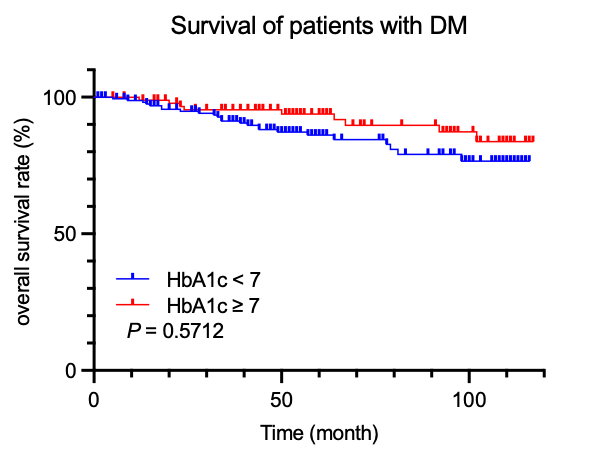 Survival of patients with DM
overall survival rate (%)
100
50
0
HbA1c < 7
HbA1c ≥ 7
P = 0.5712
0 50 100
Time (month)